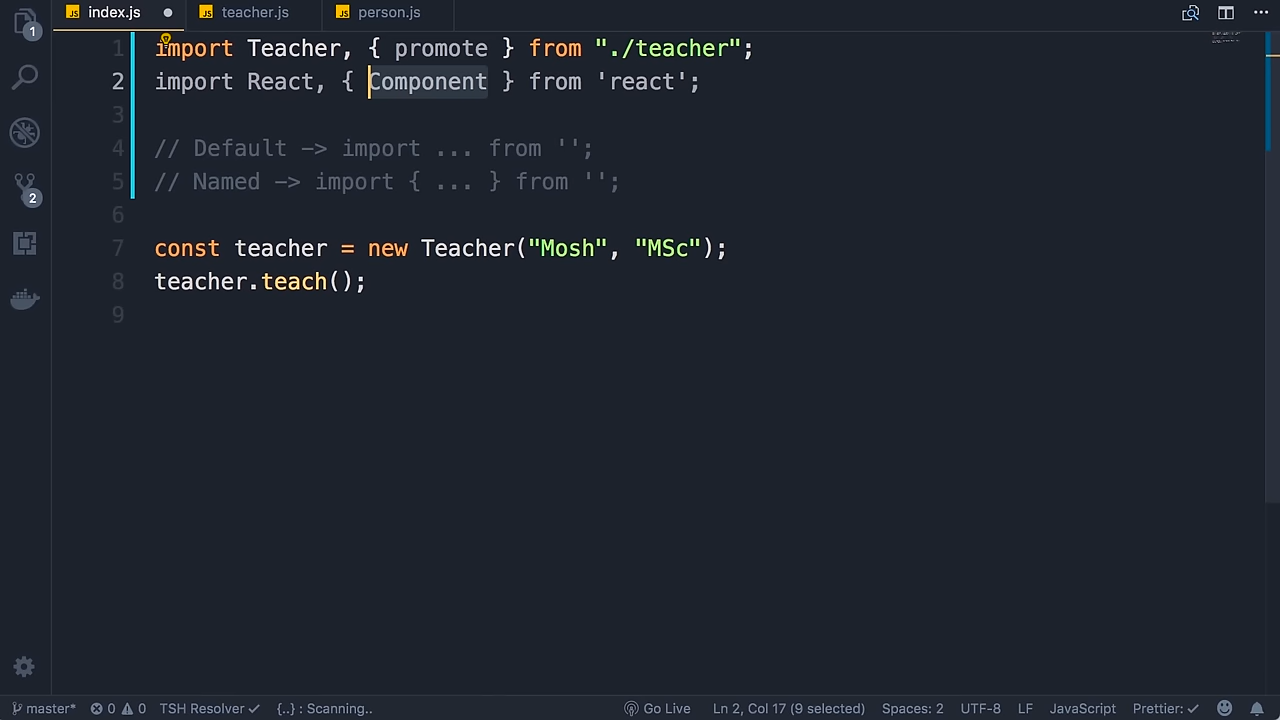 JS index.js ●
JS teacher.js
JS person.js
1
1 import Teacher, { promote } from "./teacher";
2 import React, { Component } from 'react';
3
4 // Default -> import ... from '';
5 // Named -> import { ... } from '';
6
7 const teacher = new Teacher("Mosh", "MSc");
8 teacher.teach();
9
2
master* 0 0 TSH Resolver ✓ {..} : Scanning.. Go Live Ln 2, Col 17 (9 selected) Spaces: 2 UTF-8 LF JavaScript Prettier: ✓